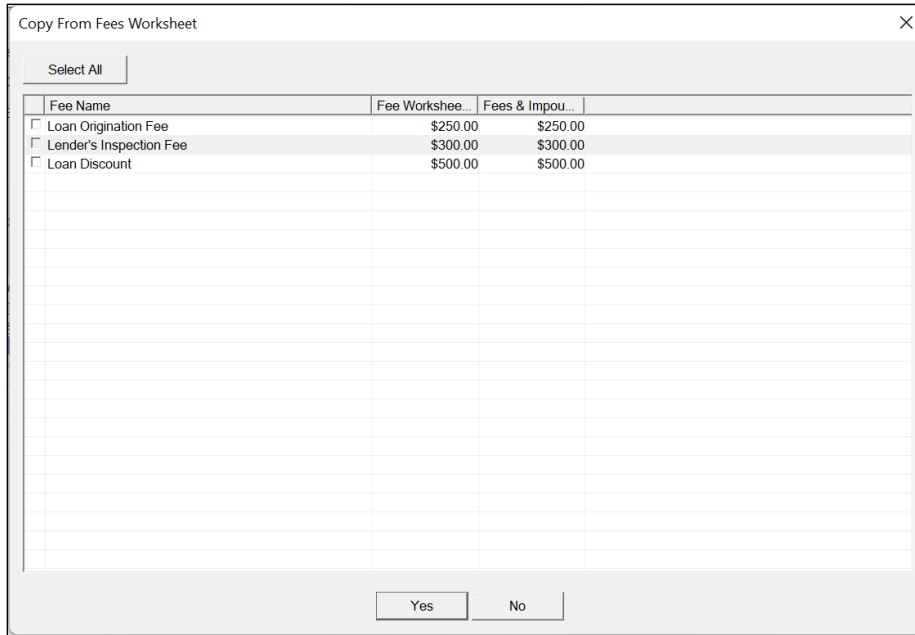 Copy From Fees Worksheet
Select All
Fee Name Fee Workshee... Fees & Impou...
Loan Origination Fee $250.00 $250.00
Lender's Inspection Fee $300.00 $300.00
Loan Discount $500.00 $500.00
Yes No